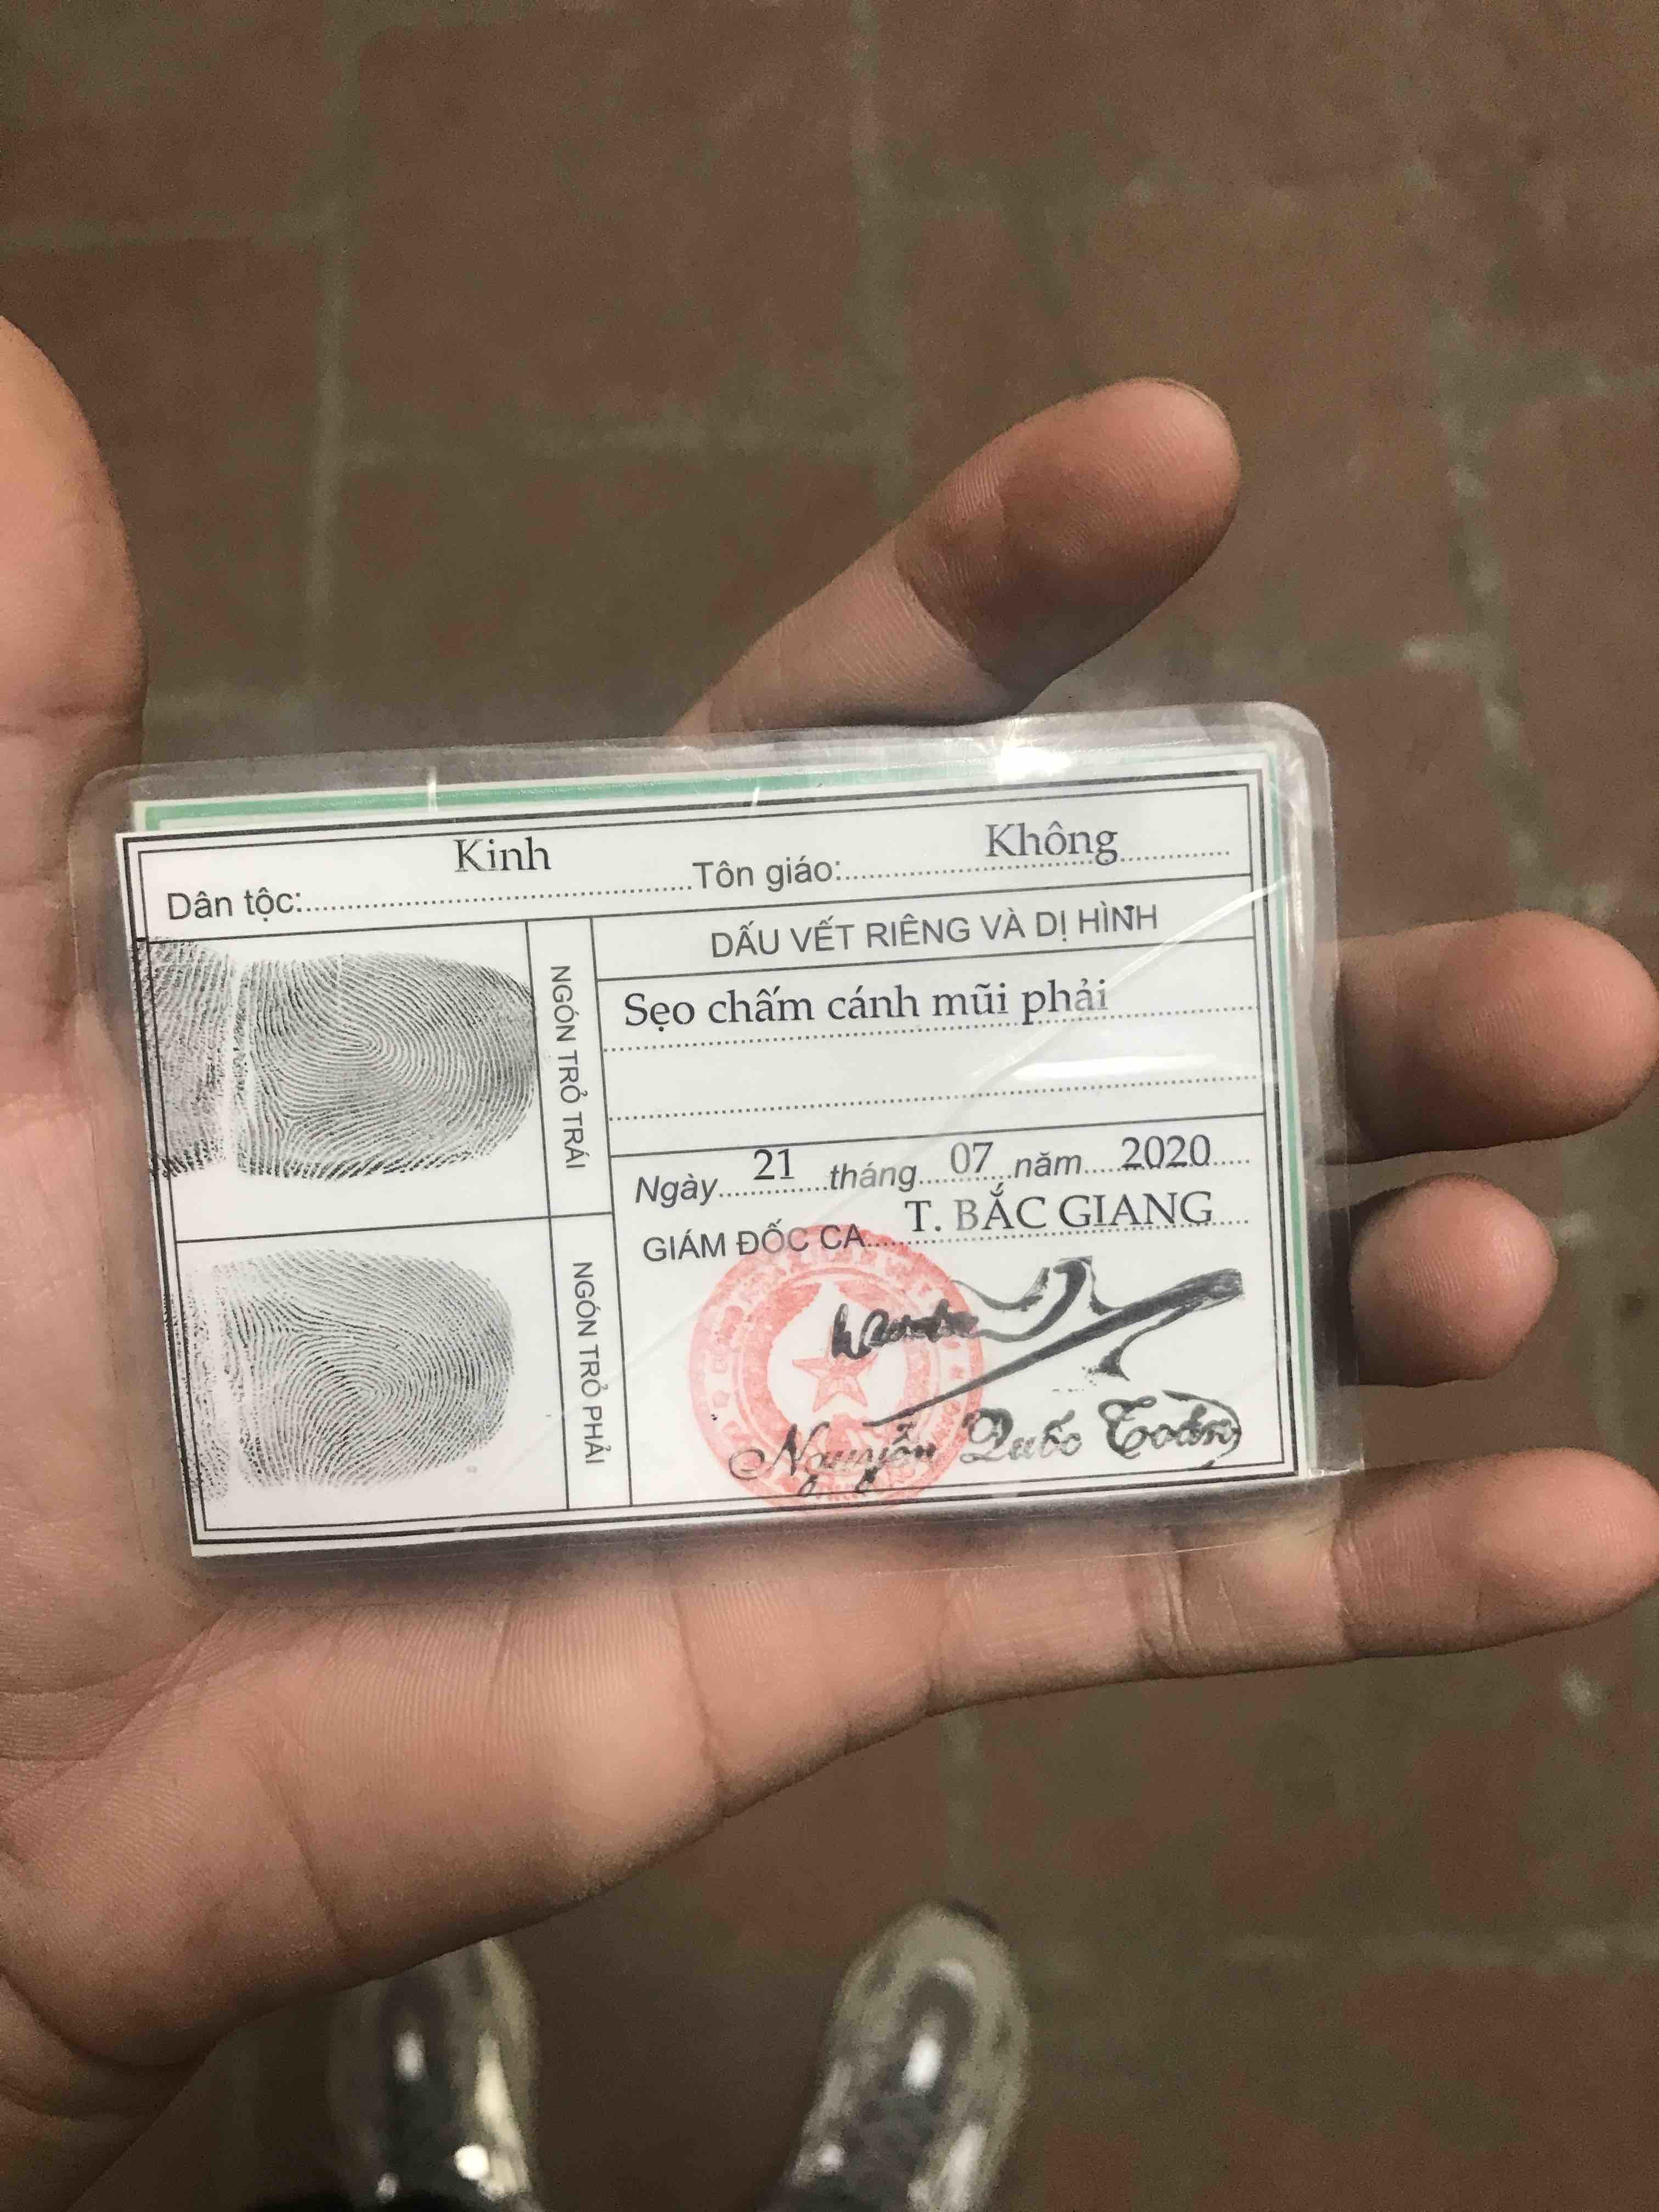 Dân tộc: Kinh Tôn giáo: Không
DẤU VẾT RIÊNG VÀ DỊ HÌNH
Sẹo chấm cánh mũi phải
NGÓN TRỎ TRÁI
Ngày 21 tháng 07 năm 2020
GIÁM ĐỐC CA T. BẮC GIANG
NGÓN TRỎ PHẢI
Nguyễn Quốc Toàn